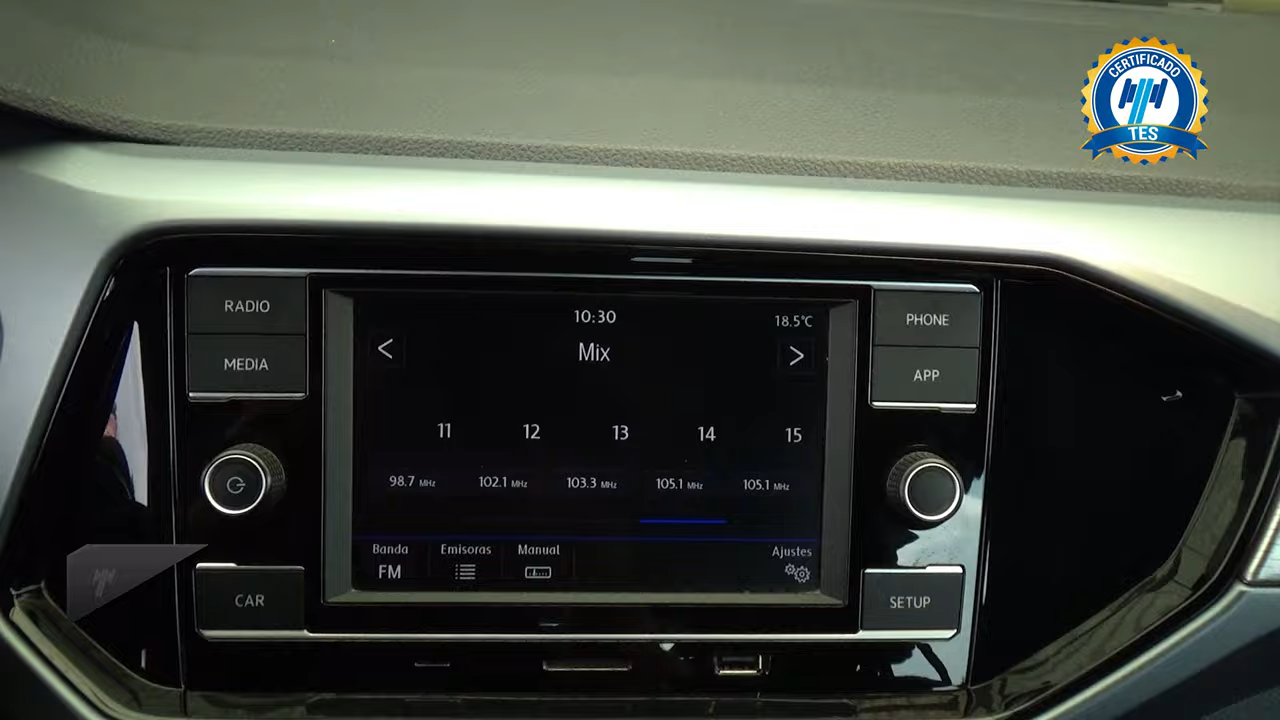 CERTIFICADO
TES
RADIO
MEDIA
PHONE
APP
CAR
SETUP
10:30
18.5°C
<
Mix
>
11 12 13 14 15
98.7 MHz 102.1 MHz 103.3 MHz 105.1 MHz 105.1 MHz
Banda Emisoras Manual Ajustes
FM